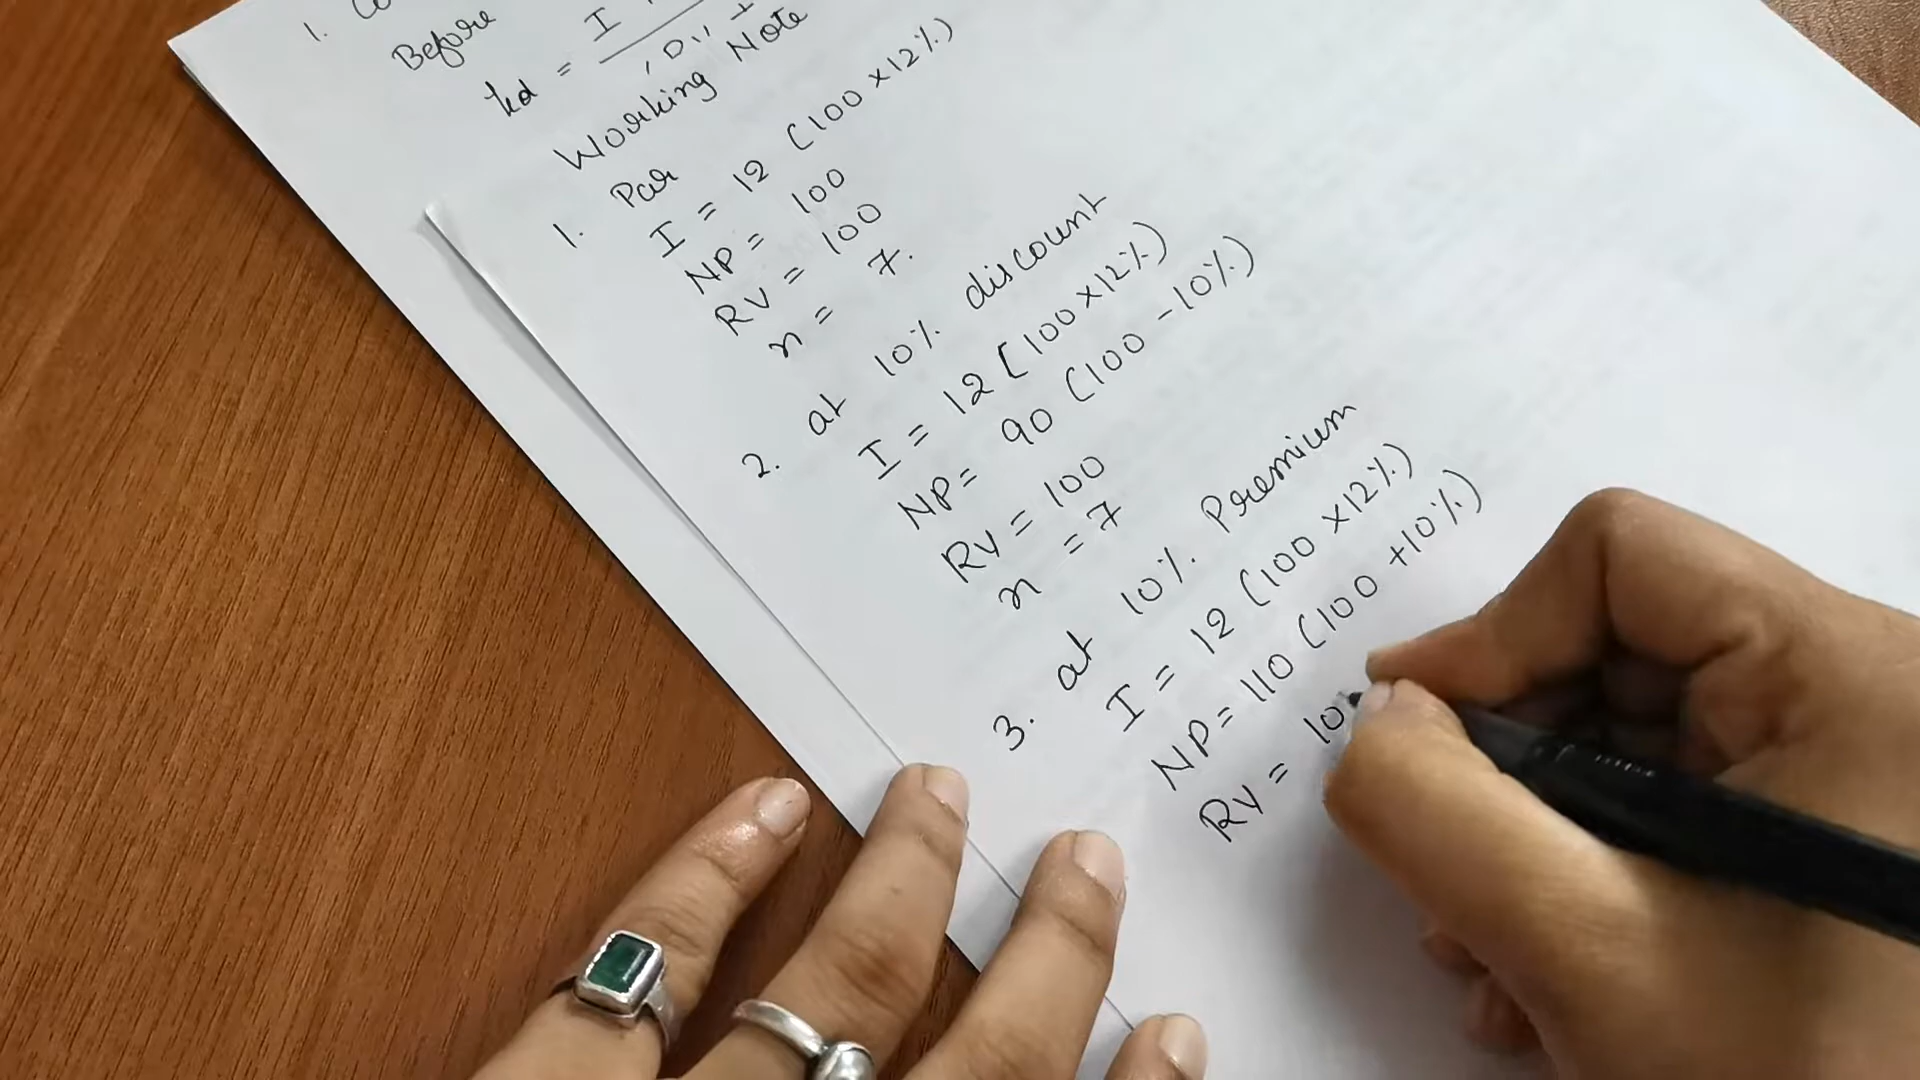 1.
Before
kd = I
Working Note
1. Par
I = 12 (100 × 12%)
NP = 100
RV = 100
n = 7.
2. at 10% discount
I = 12 [100 × 12%)
NP = 90 (100 - 10%)
RV = 100
n = 7
3. at 10% Premium
I = 12 (100 × 12%)
NP = 110 (100 + 10%)
RV = 10